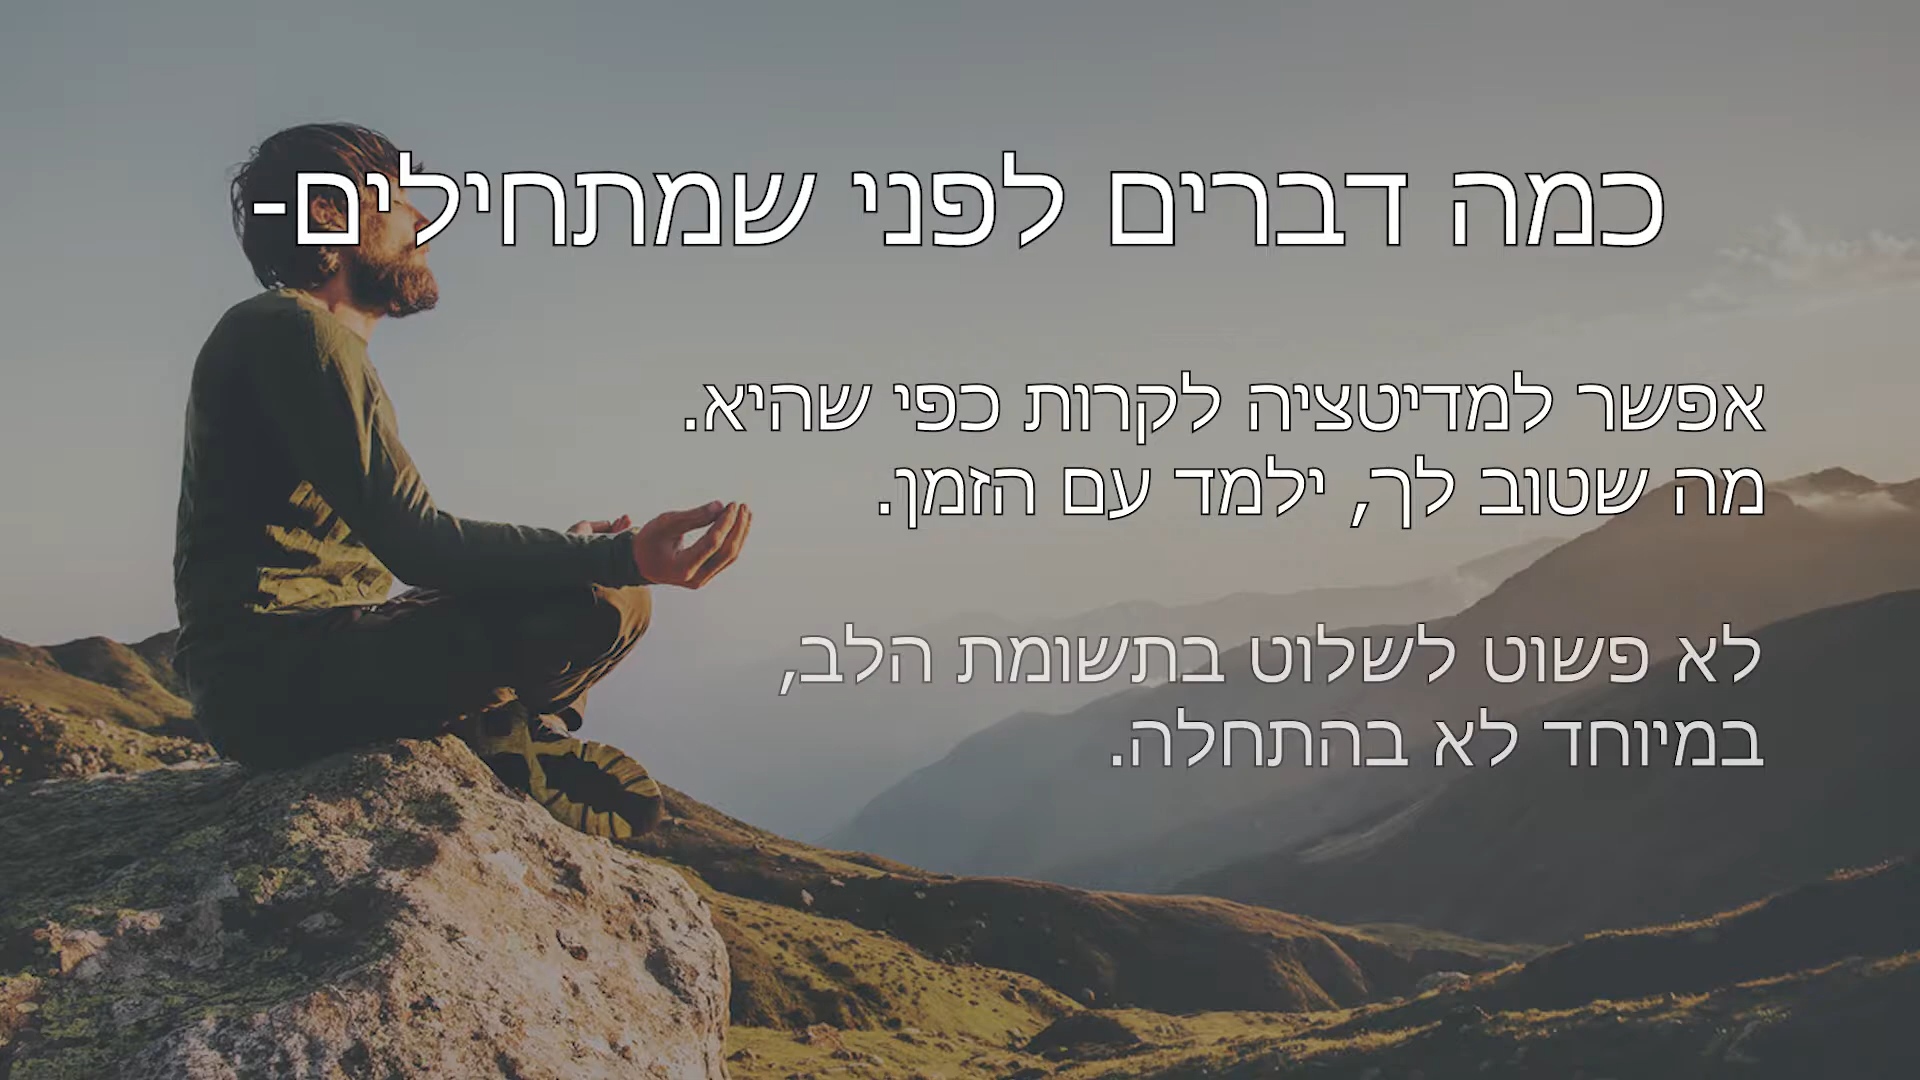 כמה דברים לפני שמתחילים-
אפשר למדיטציה לקרות כפי שהיא.
מה שטוב לך, ילמד עם הזמן.
לא פשוט לשלוט בתשומת הלב,
במיוחד לא בהתחלה.